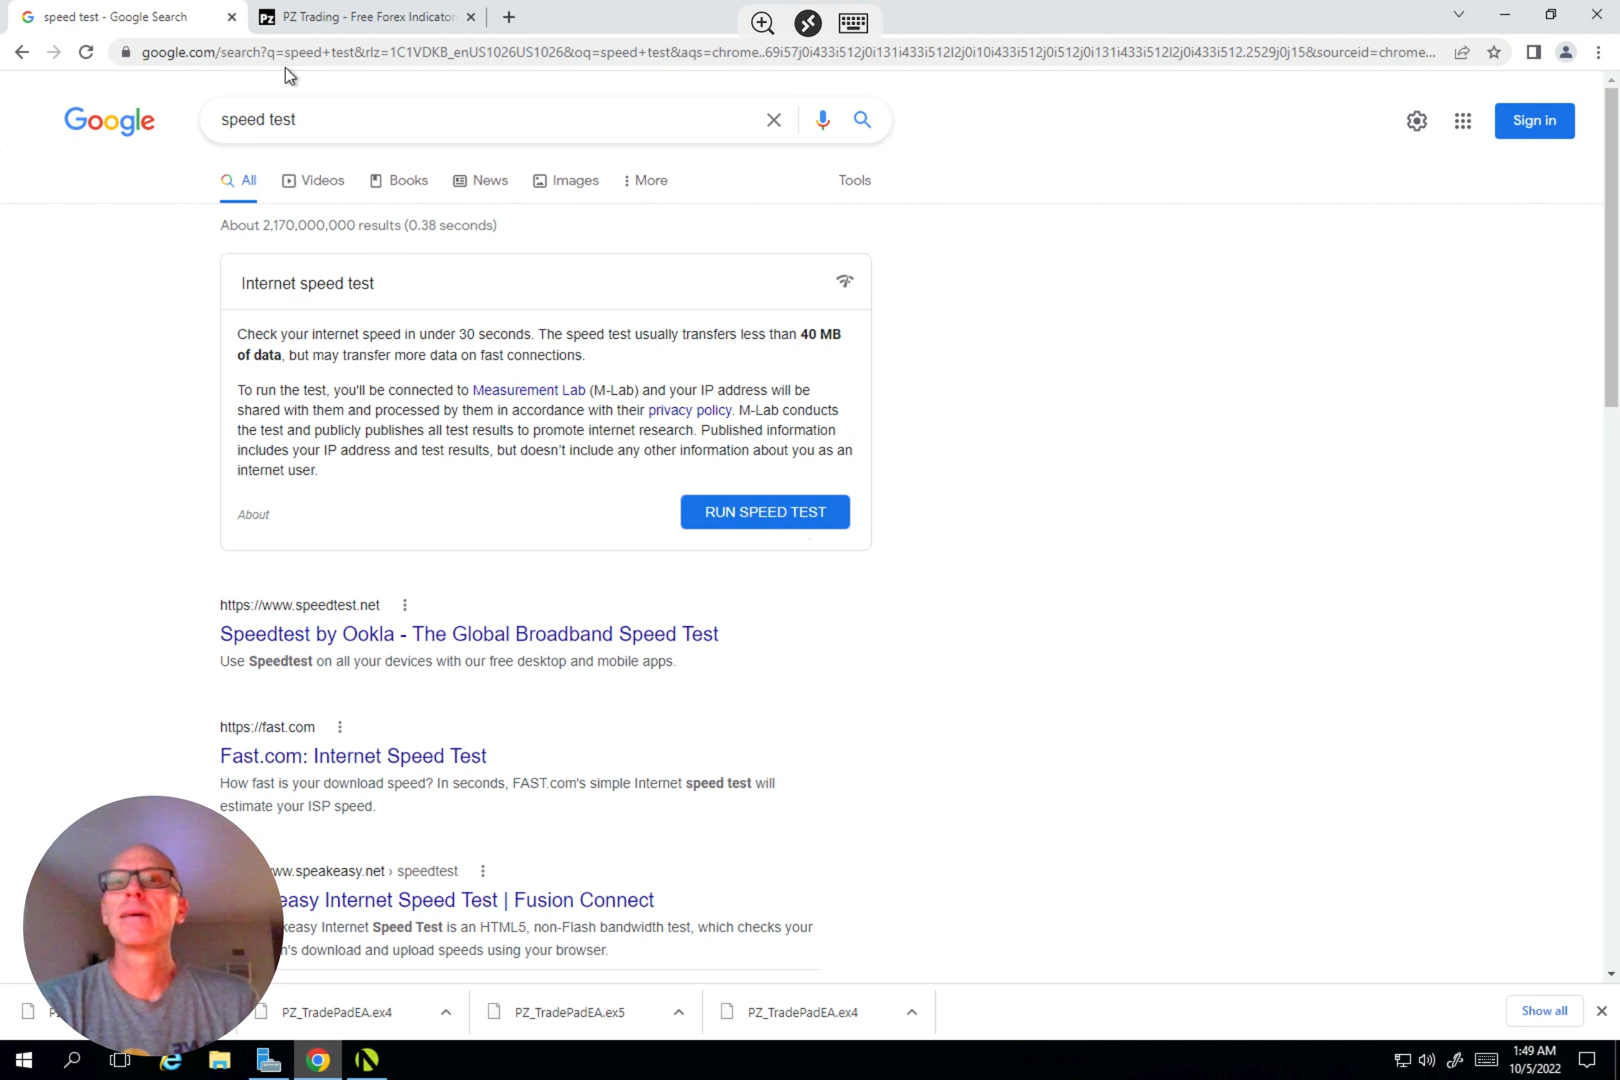 speed test - Google Search
PZ Trading - Free Forex Indicator
google.com/search?q=speed+test&rlz=1C1VDKB_enUS1026US1026&oq=speed+test&aqs=chrome..69i57j0i433i512j0i131i433i512l2j0i10i433i512j0i131i433i512l2j0i433i512.2529j0j15&sourceid=chrome...
Google
speed test
Sign in
All
Videos
Books
News
Images
More
Tools
About 2,170,000,000 results (0.38 seconds)
Internet speed test
Check your internet speed in under 30 seconds. The speed test usually transfers less than 40 MB
of data, but may transfer more data on fast connections.
To run the test, you'll be connected to Measurement Lab (M-Lab) and your IP address will be
shared with them and processed by them in accordance with their privacy policy. M-Lab conducts
the test and publicly publishes all test results to promote internet research. Published information
includes your IP address and test results, but doesn't include any other information about you as an
internet user.
About
RUN SPEED TEST
https://www.speedtest.net
Speedtest by Ookla - The Global Broadband Speed Test
Use Speedtest on all your devices with our free desktop and mobile apps.
https://fast.com
Fast.com: Internet Speed Test
How fast is your download speed? In seconds, FAST.com's simple Internet speed test will
estimate your ISP speed.
ww.speakeasy.net › speedtest
easy Internet Speed Test | Fusion Connect
keasy Internet Speed Test is an HTML5, non-Flash bandwidth test, which checks your
n's download and upload speeds using your browser.
PZ_TradePadEA.ex4
PZ_TradePadEA.ex5
PZ_TradePadEA.ex4
Show all
1:49 AM
10/5/2022